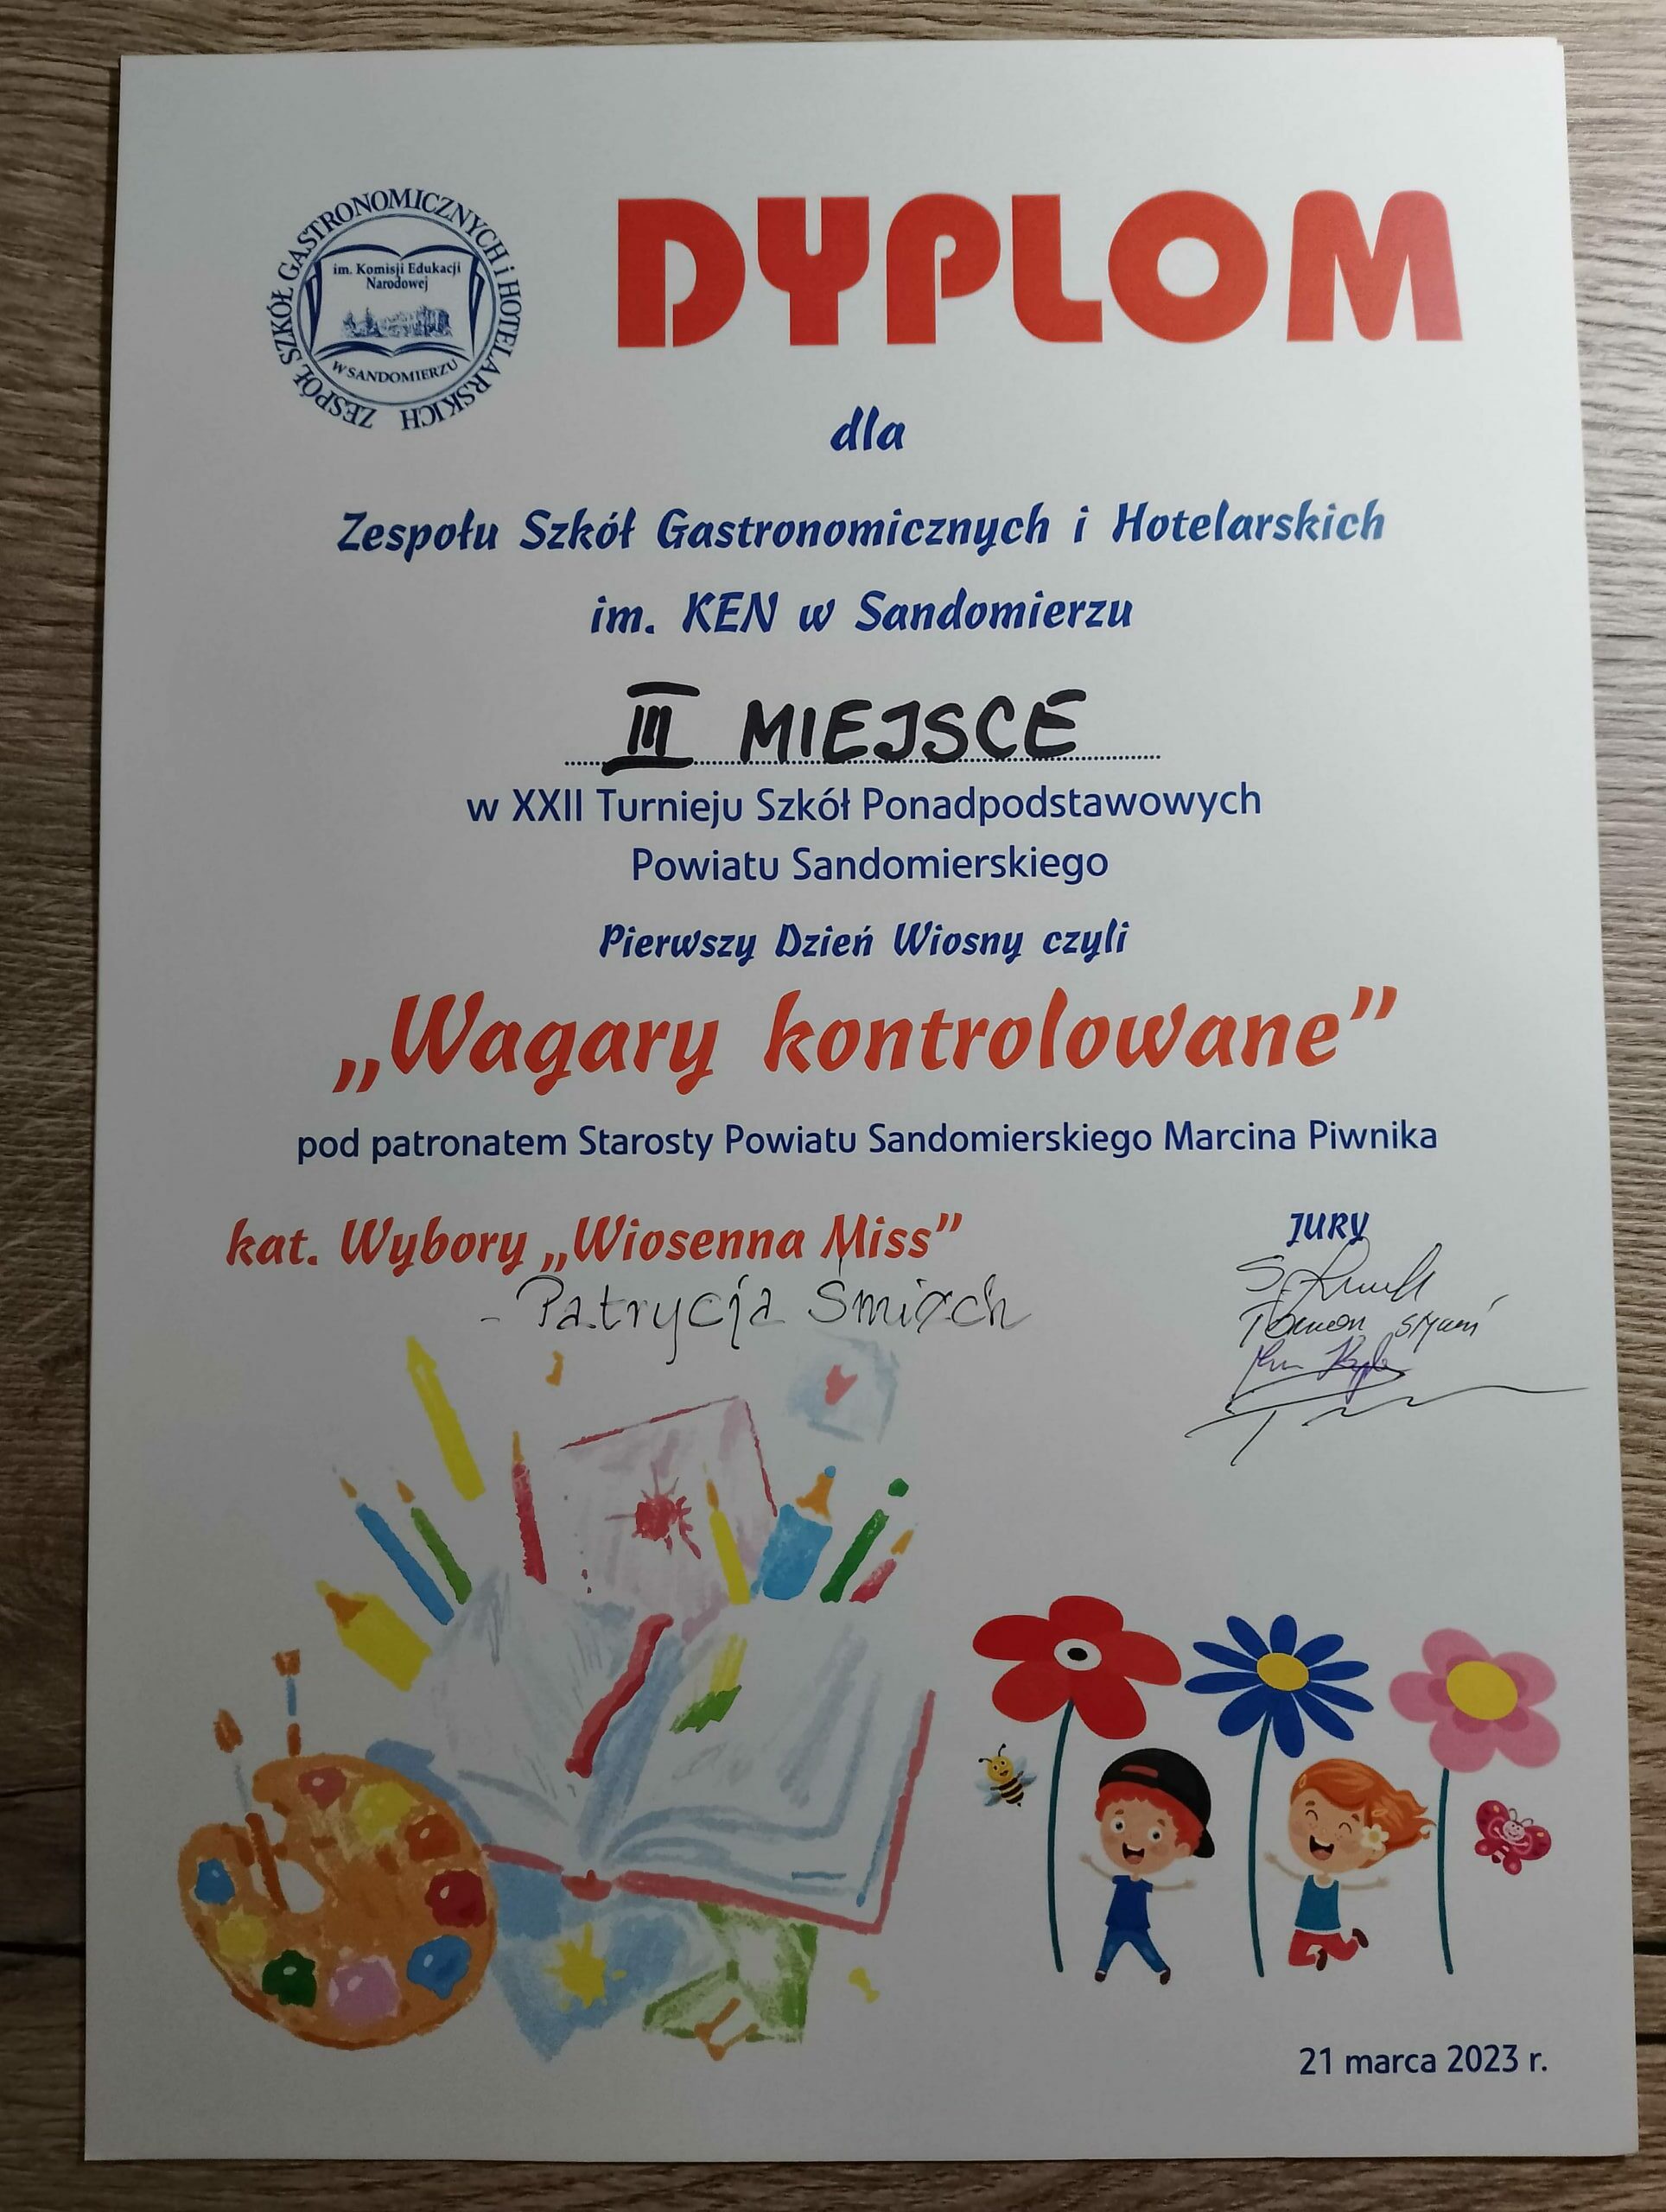 ZESPÓŁ SZKÓŁ GASTRONOMICZNYCH i HOTELARSKICH
im. Komisji Edukacji
Narodowej
W SANDOMIERZU
DYPLOM
dla
Zespołu Szkół Gastronomicznych i Hotelarskich
im. KEN w Sandomierzu
III MIEJSCE
w XXII Turnieju Szkół Ponadpodstawowych
Powiatu Sandomierskiego
Pierwszy Dzień Wiosny czyli
„Wagary kontrolowane”
pod patronatem Starosty Powiatu Sandomierskiego Marcina Piwnika
kat. Wybory „Wiosenna Miss”
- Patrycja Śmiach
JURY
21 marca 2023 r.